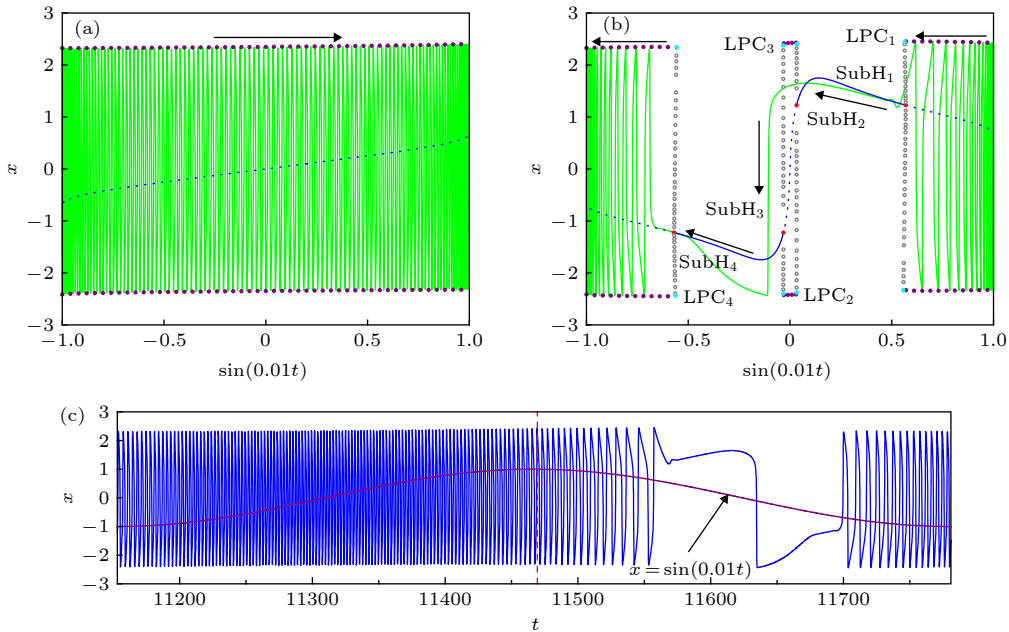 (a)
3
2
1
0
−1
−2
−3
x
-1.0
-0.5
0
0.5
1.0
sin(0.01t)
(b)
3
2
1
0
−1
−2
−3
x
LPC3
LPC1
SubH1
SubH2
SubH3
SubH4
LPC4
LPC2
-1.0
-0.5
0
0.5
1.0
sin(0.01t)
(c)
3
2
1
0
−1
−2
−3
x
x=sin(0.01t)
11200
11300
11400
11500
11600
11700
t